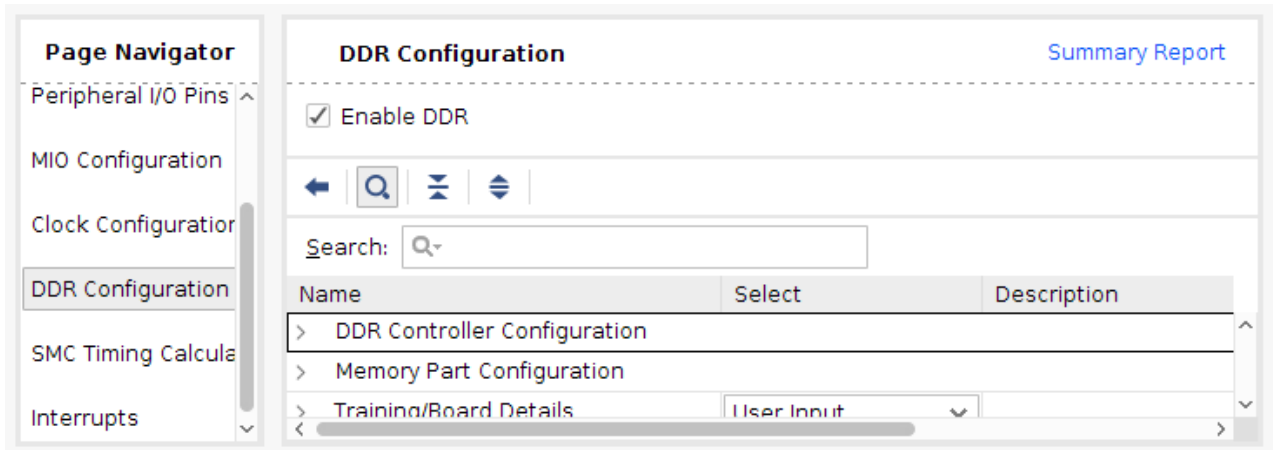 Page Navigator
Peripheral I/O Pins
MIO Configuration
Clock Configuration
DDR Configuration
SMC Timing Calcula
Interrupts
DDR Configuration
Summary Report
Enable DDR
Search:
Name Select Description
DDR Controller Configuration
Memory Part Configuration
Training/Board Details User Input